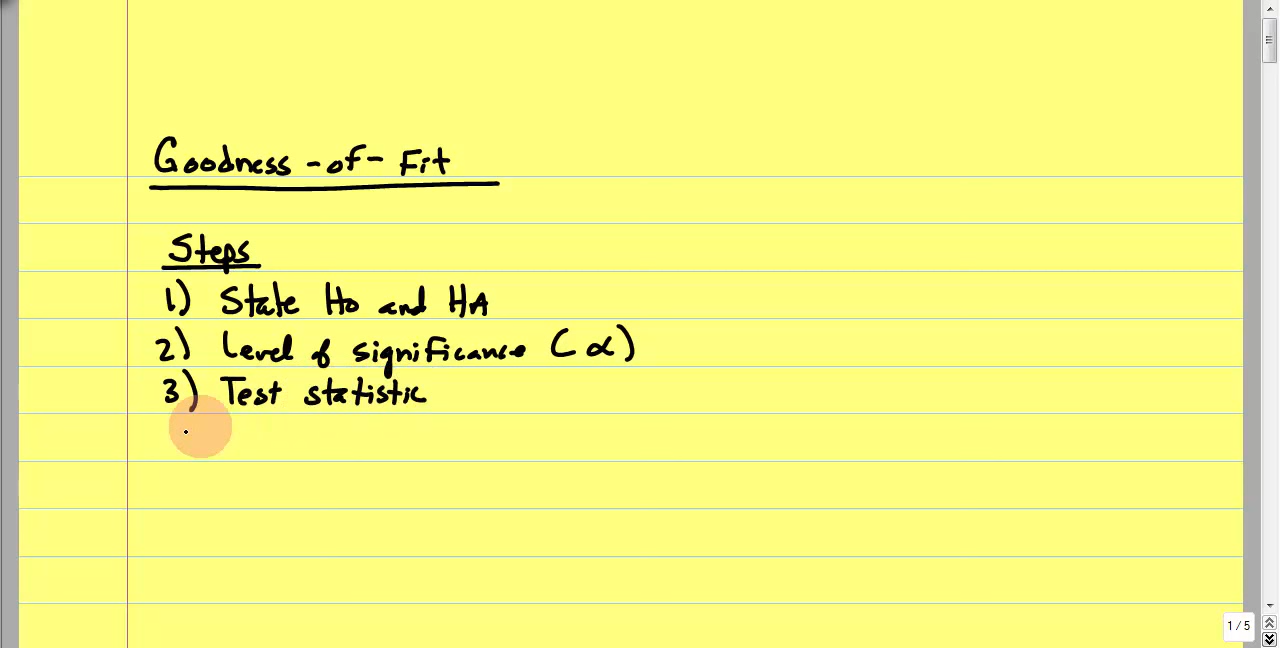 Goodness-of-Fit
Steps
1) State Ho and HA
2) Level of significance (α)
3) Test statistic
1/5